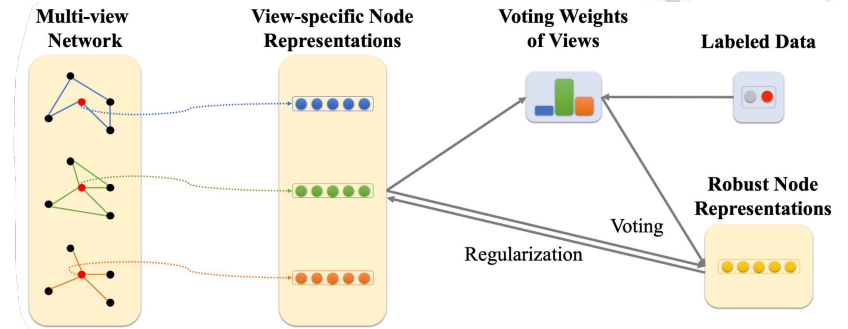 Multi-view
Network
View-specific Node
Representations
Voting Weights
of Views
Labeled Data
Robust Node
Representations
Voting
Regularization